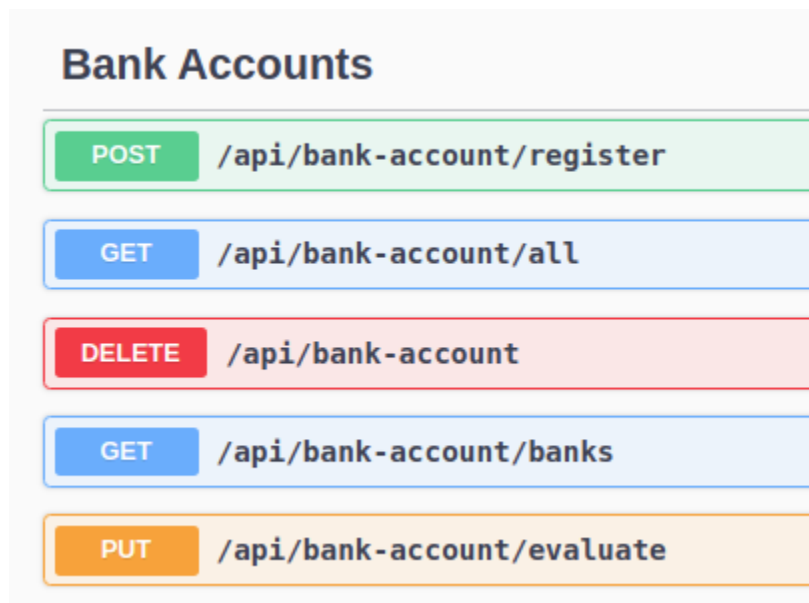 Bank Accounts
POST /api/bank-account/register
GET /api/bank-account/all
DELETE /api/bank-account
GET /api/bank-account/banks
PUT /api/bank-account/evaluate